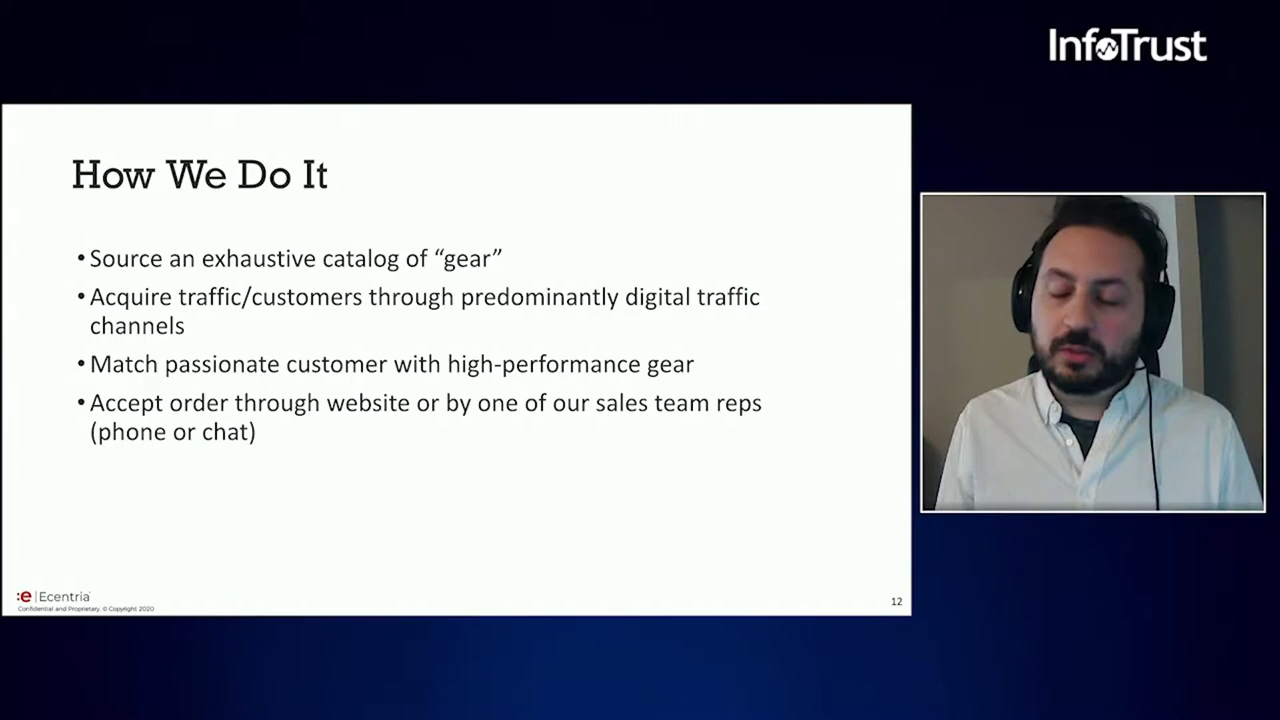 InfoTrust
How We Do It
• Source an exhaustive catalog of “gear”
• Acquire traffic/customers through predominantly digital traffic
channels
• Match passionate customer with high-performance gear
• Accept order through website or by one of our sales team reps
(phone or chat)
:e | Ecentria
Confidential and Proprietary. © Copyright 2020
12